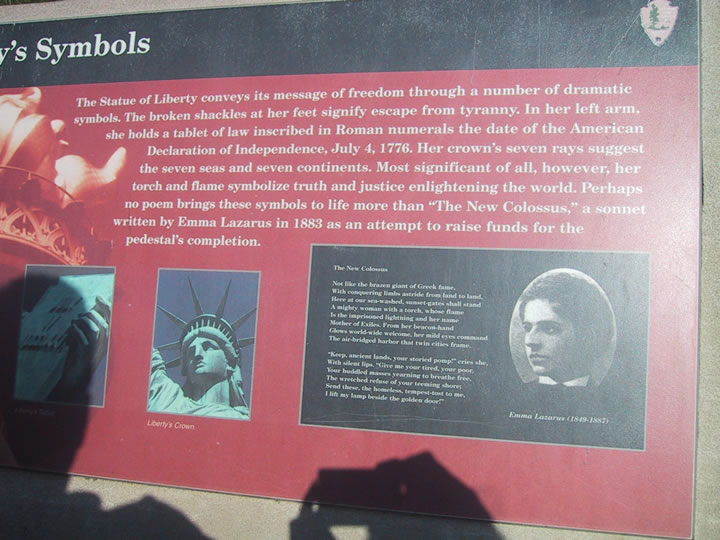 y's Symbols
The Statue of Liberty conveys its message of freedom through a number of dramatic
symbols. The broken shackles at her feet signify escape from tyranny. In her left arm,
she holds a tablet of law inscribed in Roman numerals the date of the American
Declaration of Independence, July 4, 1776. Her crown's seven rays suggest
the seven seas and seven continents. Most significant of all, however, her
torch and flame symbolize truth and justice enlightening the world. Perhaps
no poem brings these symbols to life more than "The New Colossus," a sonnet
written by Emma Lazarus in 1883 as an attempt to raise funds for the
pedestal's completion.
The New Colossus
Not like the brazen giant of Greek fame,
With conquering limbs astride from land to land,
Here at our sea-washed, sunset-gates shall stand
A mighty woman with a torch, whose flame
Is the imprisoned lightning and her name
Mother of Exiles. From her beacon-hand
Glows world-wide welcome, her mild eyes command
The air-bridged harbor that twin cities frame.
"Keep, ancient lands, your storied pomp!" cries she,
With silent lips. "Give me your tired, your poor,
Your huddled masses yearning to breathe free,
The wretched refuse of your teeming shore;
Send these, the homeless, tempest-tost to me,
I lift my lamp beside the golden door!"
Emma Lazarus (1849-1887)
Liberty's Tablet
Liberty's Crown